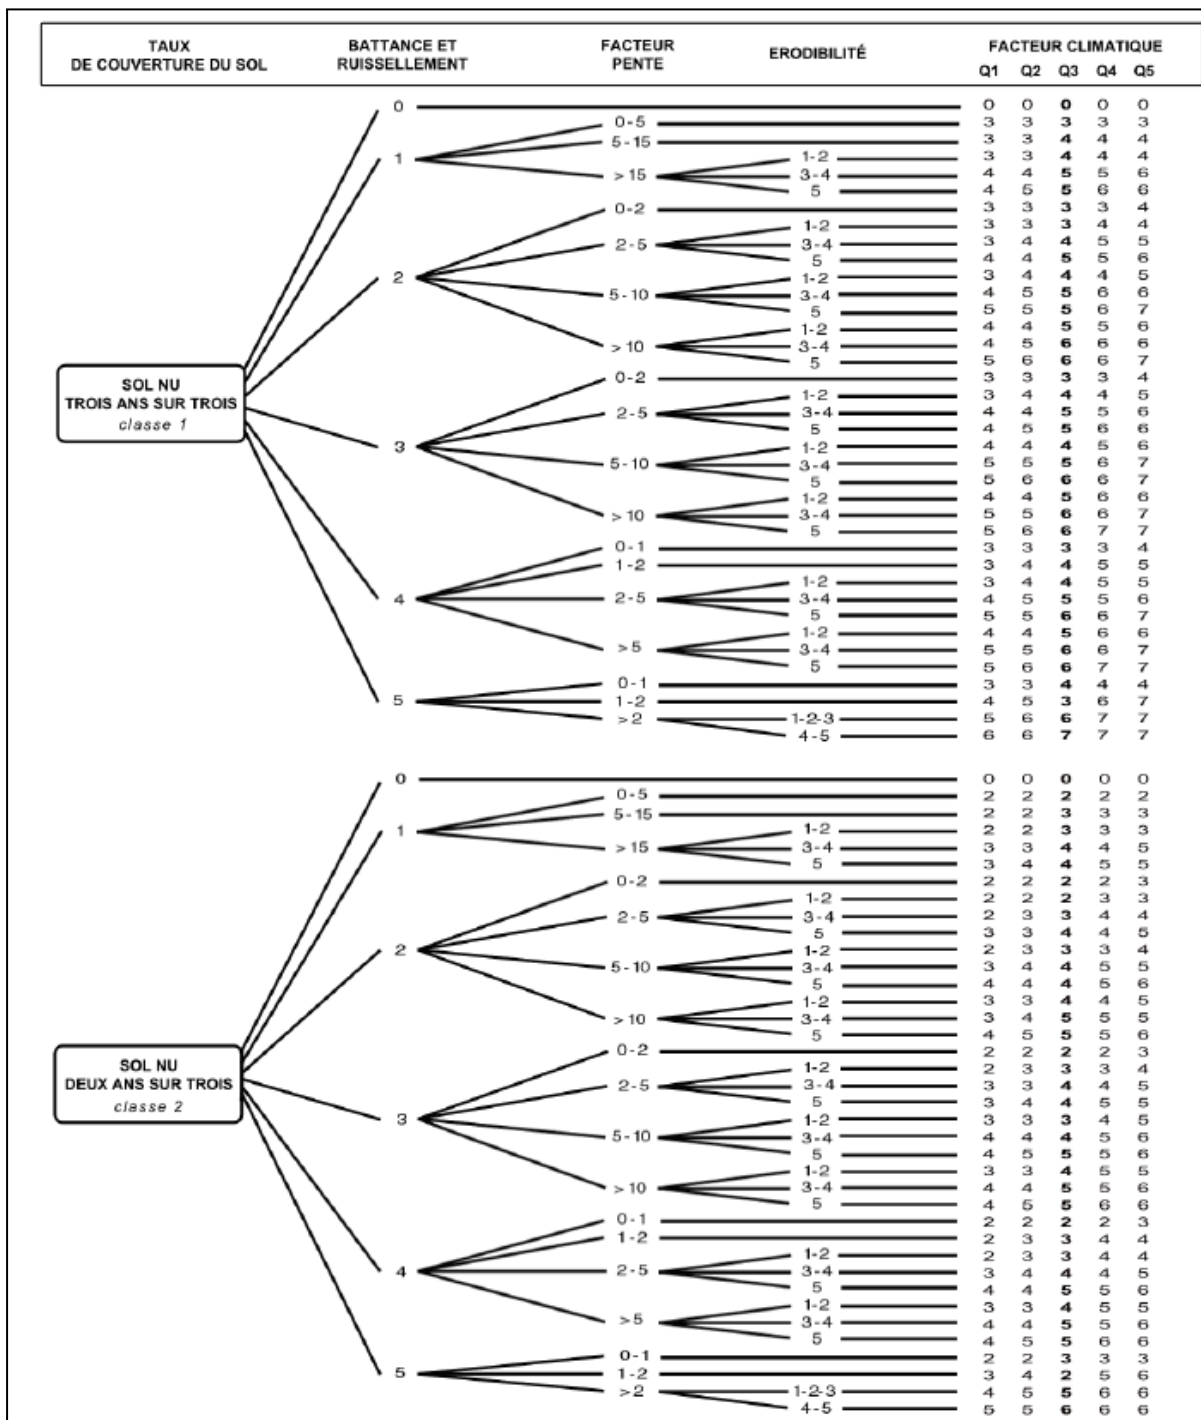 TAUX DE COUVERTURE DU SOL
BATTANCE ET RUISSELLEMENT
FACTEUR PENTE
ERODIBILITÉ
FACTEUR CLIMATIQUE
Q1 Q2 Q3 Q4 Q5
SOL NU
TROIS ANS SUR TROIS
classe 1
0 0 0 0 0 0
0-5 3 3 3 3 3
5-15 3 3 4 4 4
1 1-2 3 3 4 4 4
>15 3-4 4 4 5 5 6
5 4 5 5 6 6
0-2 3 3 3 3 4
1-2 3 3 3 4 4
2-5 3-4 3 4 4 5 5
5 4 4 5 5 6
2 1-2 3 4 4 4 5
5-10 3-4 4 5 5 6 6
5 5 5 5 6 7
1-2 4 4 5 5 6
>10 3-4 4 5 6 6 6
5 5 6 6 6 7
0-2 3 3 3 3 4
1-2 3 4 4 4 5
2-5 3-4 4 4 5 5 6
5 4 5 5 6 6
3 1-2 4 4 4 5 6
5-10 3-4 5 5 5 6 7
5 5 6 6 6 7
1-2 4 4 5 6 6
>10 3-4 5 5 6 6 7
5 5 6 6 7 7
0-1 3 3 3 3 4
1-2 3 4 4 5 5
1-2 3 4 4 5 5
4 2-5 3-4 4 5 5 5 6
5 5 5 6 6 7
1-2 4 4 5 6 6
>5 3-4 5 5 6 6 7
5 5 6 6 7 7
0-1 3 3 4 4 4
5 1-2 4 5 3 6 7
>2 1-2-3 5 6 6 7 7
4-5 6 6 7 7 7
SOL NU
DEUX ANS SUR TROIS
classe 2
0 0 0 0 0 0
0-5 2 2 2 2 2
5-15 2 2 3 3 3
1 1-2 2 2 3 3 3
>15 3-4 3 3 4 4 5
5 3 4 4 5 5
0-2 2 2 2 2 3
1-2 2 2 2 3 3
2-5 3-4 2 3 3 4 4
5 3 3 4 4 5
2 1-2 2 3 3 3 4
5-10 3-4 3 4 4 5 5
5 4 4 4 5 6
1-2 3 3 4 4 5
>10 3-4 3 4 5 5 5
5 4 5 5 5 6
0-2 2 2 2 2 3
1-2 2 3 3 3 4
2-5 3-4 3 3 4 4 5
5 3 4 4 5 5
3 1-2 3 3 3 4 5
5-10 3-4 4 4 4 5 6
5 4 5 5 5 6
1-2 3 3 4 5 5
>10 3-4 4 4 5 5 6
5 4 5 5 6 6
0-1 2 2 2 2 3
1-2 2 3 3 4 4
1-2 2 3 3 4 4
4 2-5 3-4 3 4 4 4 5
5 4 4 5 5 6
1-2 3 3 4 5 5
>5 3-4 4 4 5 5 6
5 4 5 5 6 6
0-1 2 2 3 3 3
5 1-2 3 4 2 5 6
>2 1-2-3 4 5 5 6 6
4-5 5 5 6 6 6